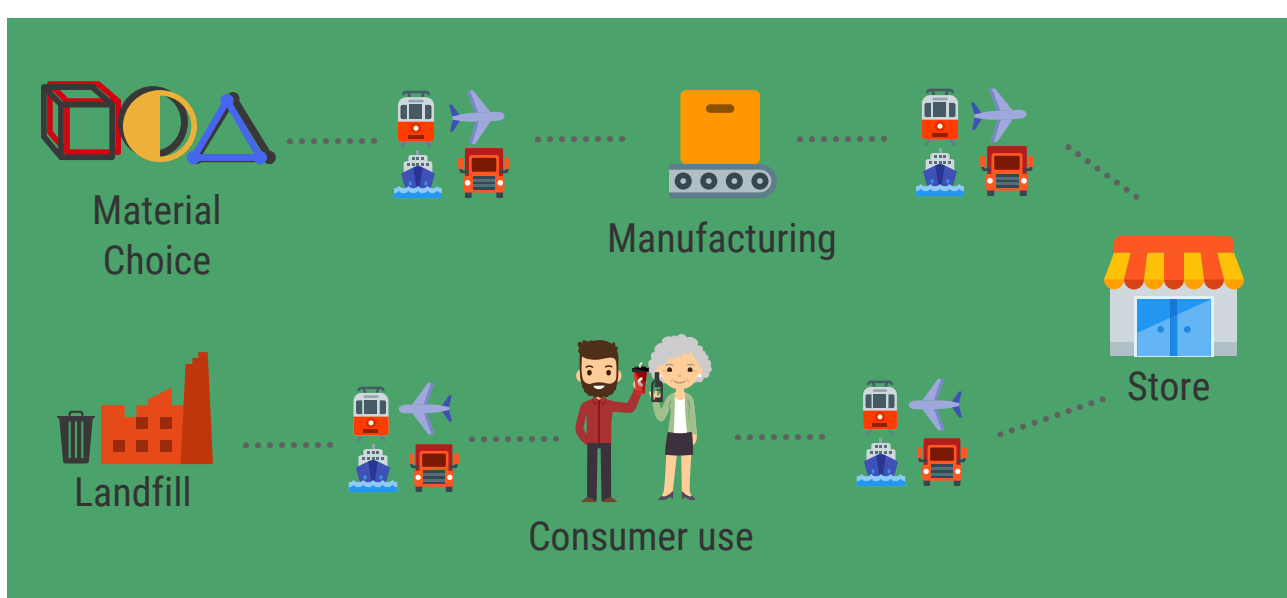 Material
Choice
Manufacturing
Store
Consumer use
Landfill